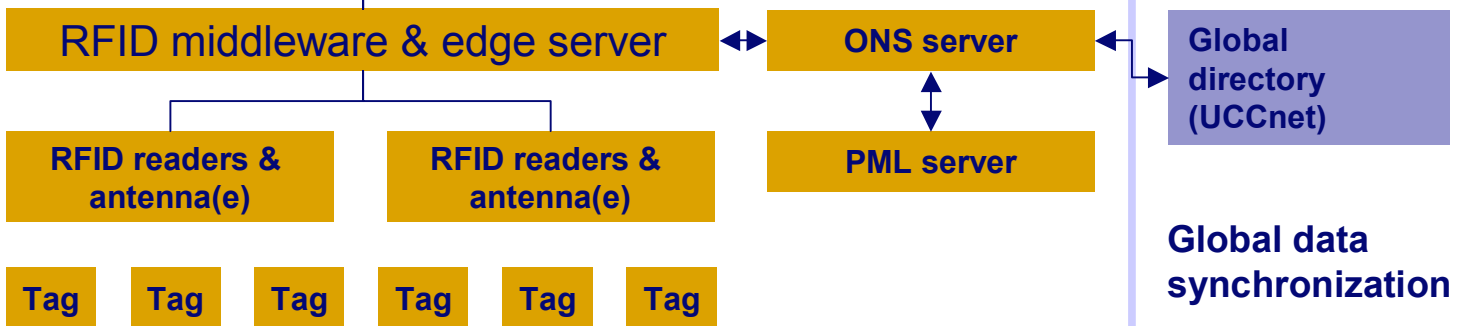 RFID middleware & edge server
ONS server
Global
directory
(UCCnet)
RFID readers &
antenna(e)
RFID readers &
antenna(e)
PML server
Global data
synchronization
Tag
Tag
Tag
Tag
Tag
Tag